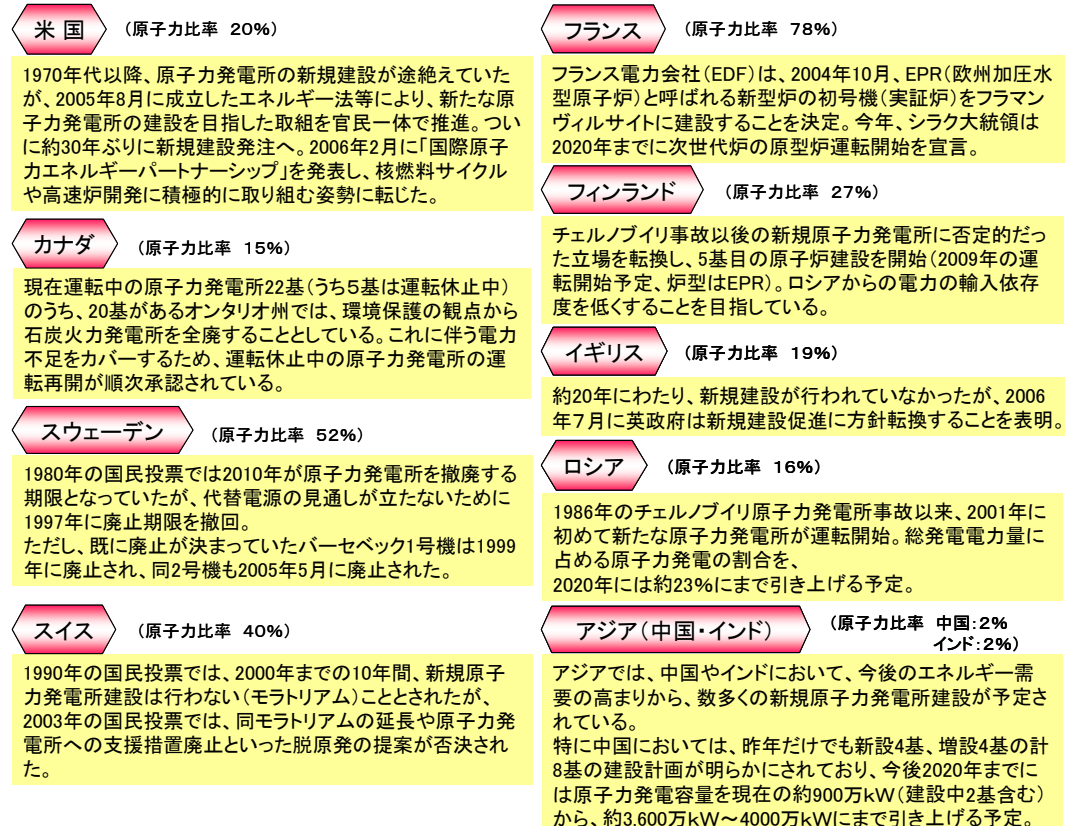 米 国 (原子力比率 20%)
1970年代以降、原子力発電所の新規建設が途絶えていた
が、2005年8月に成立したエネルギー法等により、新たな原
子力発電所の建設を目指した取組を官民一体で推進。つい
に約30年ぶりに新規建設発注へ。2006年2月に「国際原子
力エネルギーパートナーシップ」を発表し、核燃料サイクル
や高速炉開発に積極的に取り組む姿勢に転じた。
カナダ (原子力比率 15%)
現在運転中の原子力発電所22基(うち5基は運転休止中)
のうち、20基があるオンタリオ州では、環境保護の観点から
石炭火力発電所を全廃することとしている。これに伴う電力
不足をカバーするため、運転休止中の原子力発電所の運
転再開が順次承認されている。
スウェーデン (原子力比率 52%)
1980年の国民投票では2010年が原子力発電所を撤廃する
期限となっていたが、代替電源の見通しが立たないために
1997年に廃止期限を撤回。
ただし、既に廃止が決まっていたバーセベック1号機は1999
年に廃止され、同2号機も2005年5月に廃止された。
スイス (原子力比率 40%)
1990年の国民投票では、2000年までの10年間、新規原子
力発電所建設は行わない(モラトリアム)こととされたが、
2003年の国民投票では、同モラトリアムの延長や原子力発
電所への支援措置廃止といった脱原発の提案が否決され
た。
フランス (原子力比率 78%)
フランス電力会社(EDF)は、2004年10月、EPR(欧州加圧水
型原子炉)と呼ばれる新型炉の初号機(実証炉)をフラマン
ヴィルサイトに建設することを決定。今年、シラク大統領は
2020年までに次世代炉の原型炉運転開始を宣言。
フィンランド (原子力比率 27%)
チェルノブイリ事故以後の新規原子力発電所に否定的だっ
た立場を転換し、5基目の原子炉建設を開始(2009年の運
転開始予定、炉型はEPR)。ロシアからの電力の輸入依存
度を低くすることを目指している。
イギリス (原子力比率 19%)
約20年にわたり、新規建設が行われていなかったが、2006
年7月に英政府は新規建設促進に方針転換することを表明。
ロシア (原子力比率 16%)
1986年のチェルノブイリ原子力発電所事故以来、2001年に
初めて新たな原子力発電所が運転開始。総発電電力量に
占める原子力発電の割合を、
2020年には約23%にまで引き上げる予定。
アジア(中国・インド) (原子力比率 中国:2%
インド:2%)
アジアでは、中国やインドにおいて、今後のエネルギー需
要の高まりから、数多くの新規原子力発電所建設が予定さ
れている。
特に中国においては、昨年だけでも新設4基、増設4基の計
8基の建設計画が明らかにされており、今後2020年までに
は原子力発電容量を現在の約900万kW(建設中2基含む)
から、約3,600万kW~4000万kWにまで引き上げる予定。